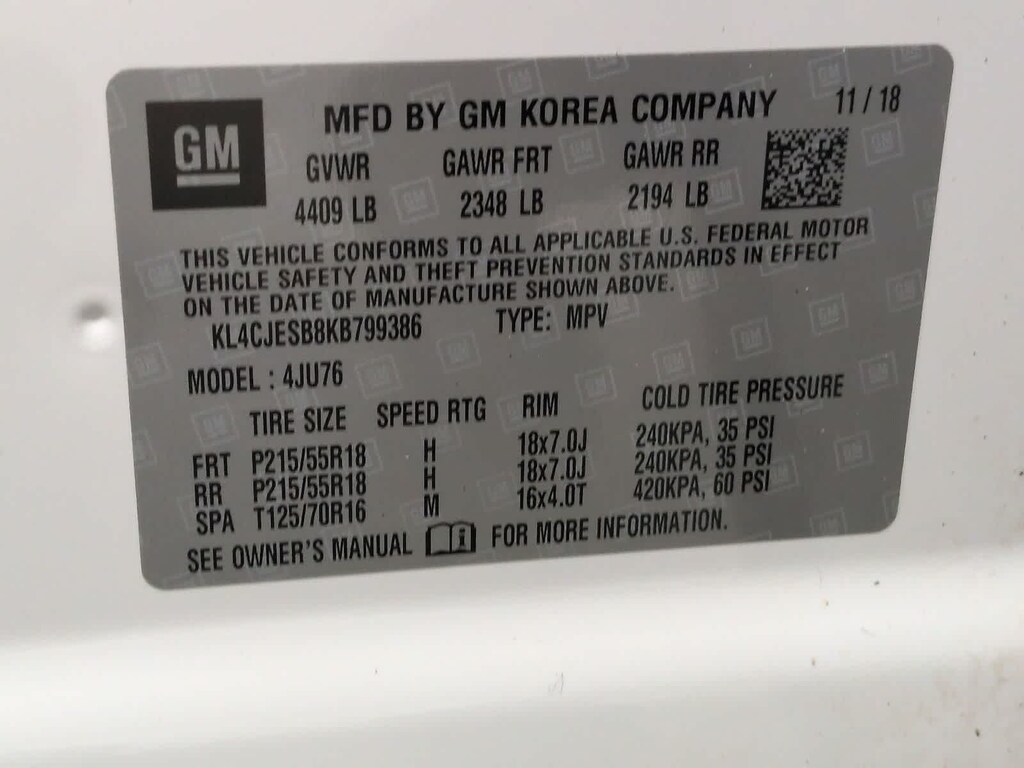 GM
MFD BY GM KOREA COMPANY 11 / 18
GVWR GAWR FRT GAWR RR
4409 LB 2348 LB 2194 LB
THIS VEHICLE CONFORMS TO ALL APPLICABLE U.S. FEDERAL MOTOR
VEHICLE SAFETY AND THEFT PREVENTION STANDARDS IN EFFECT
ON THE DATE OF MANUFACTURE SHOWN ABOVE.
KL4CJESB8KB799386 TYPE: MPV
MODEL : 4JU76
TIRE SIZE SPEED RTG RIM COLD TIRE PRESSURE
FRT P215/55R18 H 18x7.0J 240KPA, 35 PSI
RR P215/55R18 H 18x7.0J 240KPA, 35 PSI
SPA T125/70R16 M 16x4.0T 420KPA, 60 PSI
SEE OWNER'S MANUAL i FOR MORE INFORMATION.